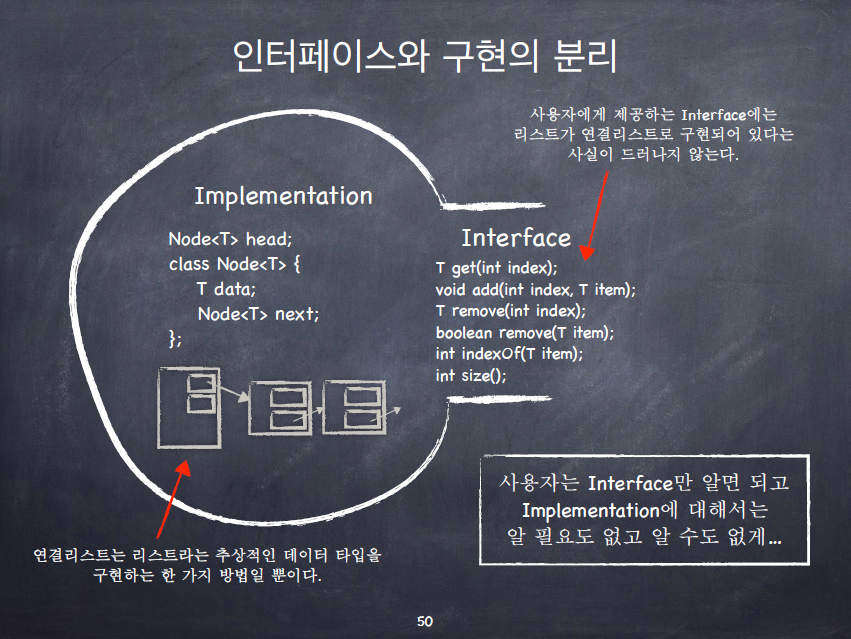 인터페이스와 구현의 분리
사용자에게 제공하는 Interface에는
리스트가 연결리스트로 구현되어 있다는
사실이 드러나지 않는다.
Implementation
Node<T> head;
class Node<T> {
T data;
Node<T> next;
};
Interface
T get(int index);
void add(int index, T item);
T remove(int index);
boolean remove(T item);
int indexOf(T item);
int size();
사용자는 Interface만 알면 되고
Implementation에 대해서는
알 필요도 없고 알 수도 없게...
연결리스트는 리스트라는 추상적인 데이터 타입을
구현하는 한 가지 방법일 뿐이다.
50